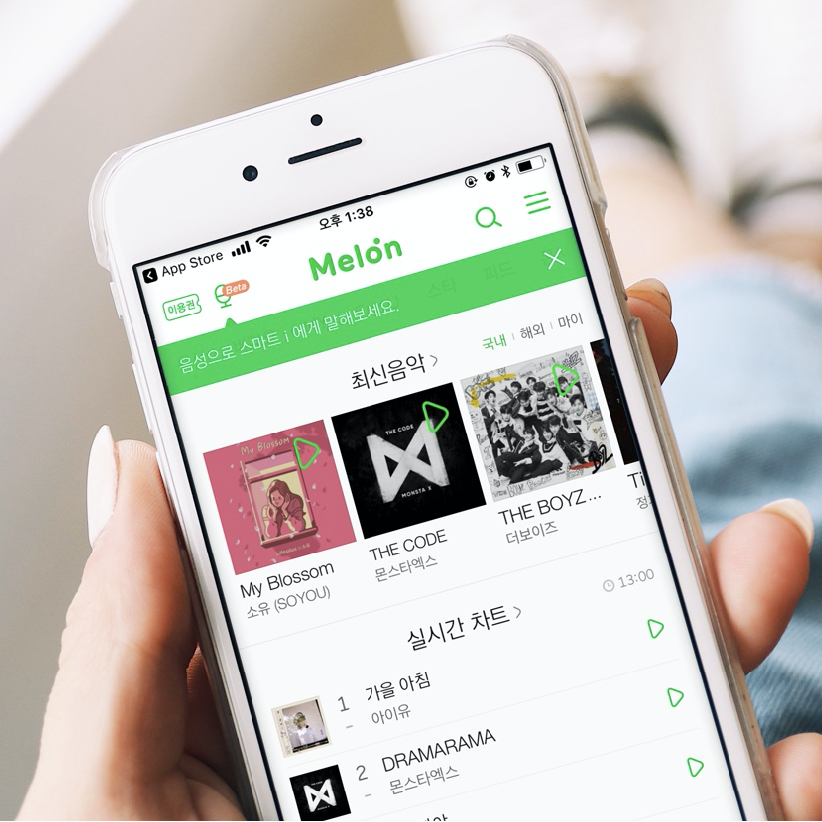 App Store
오후 1:38
이용권
Beta
Melon
스타 피드
음성으로 스마트 i 에게 말해보세요.
최신음악
국내 해외 마이
My Blossom
THE CODE
MONSTA X
My Blossom
소유 (SOYOU)
THE CODE
몬스타엑스
THE BOYZ...
더보이즈
실시간 차트
13:00
1 가을 아침
아이유
2 DRAMARAMA
몬스타엑스